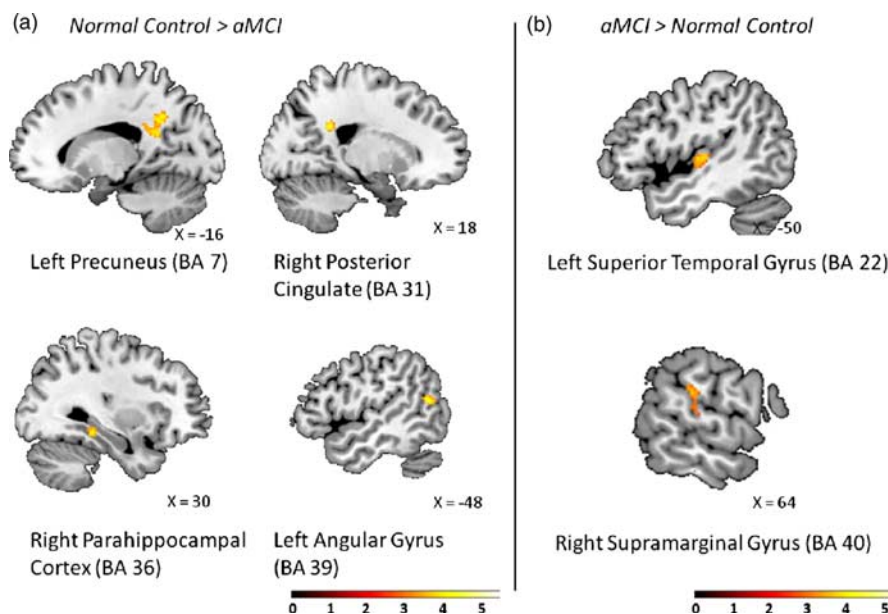 (a) Normal Control > aMCI
X = -16
Left Precuneus (BA 7)
X = 18
Right Posterior
Cingulate (BA 31)
X = 30
Right Parahippocampal
Cortex (BA 36)
X = -48
Left Angular Gyrus
(BA 39)
0 1 2 3 4 5
(b) aMCI > Normal Control
X = -50
Left Superior Temporal Gyrus (BA 22)
X = 64
Right Supramarginal Gyrus (BA 40)
0 1 2 3 4 5